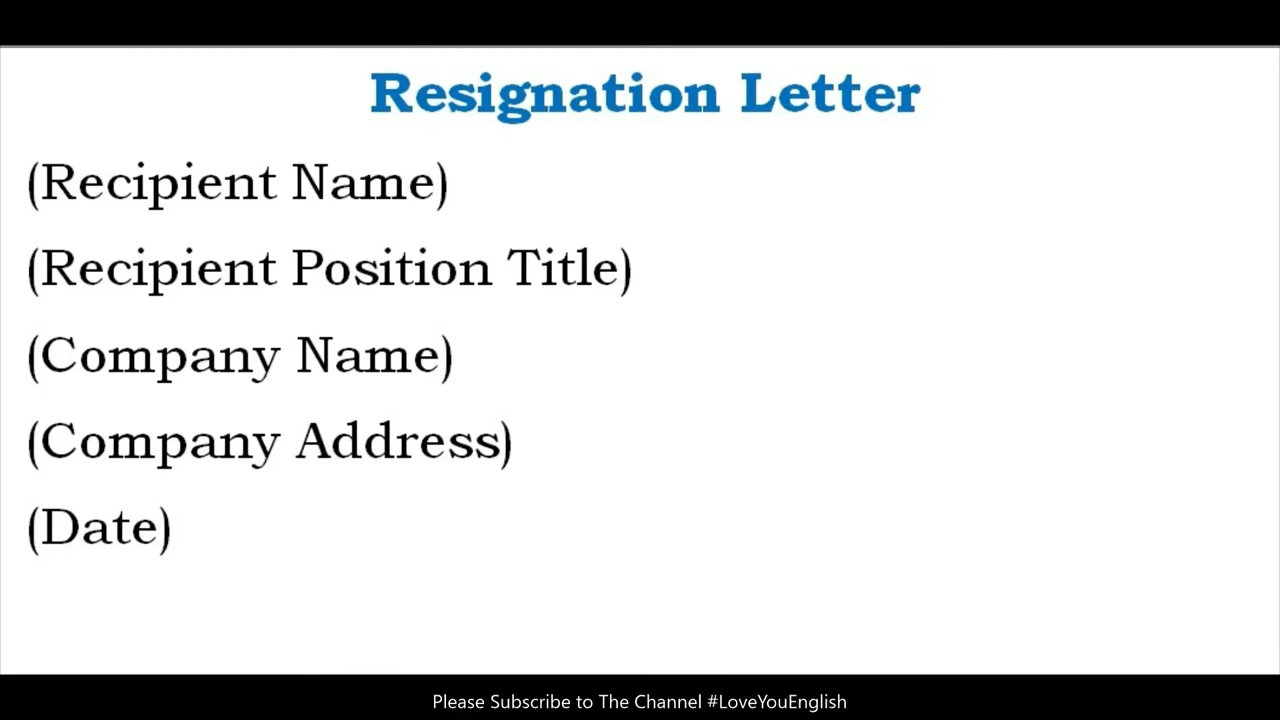 Resignation Letter
(Recipient Name)
(Recipient Position Title)
(Company Name)
(Company Address)
(Date)
Please Subscribe to The Channel #LoveYouEnglish